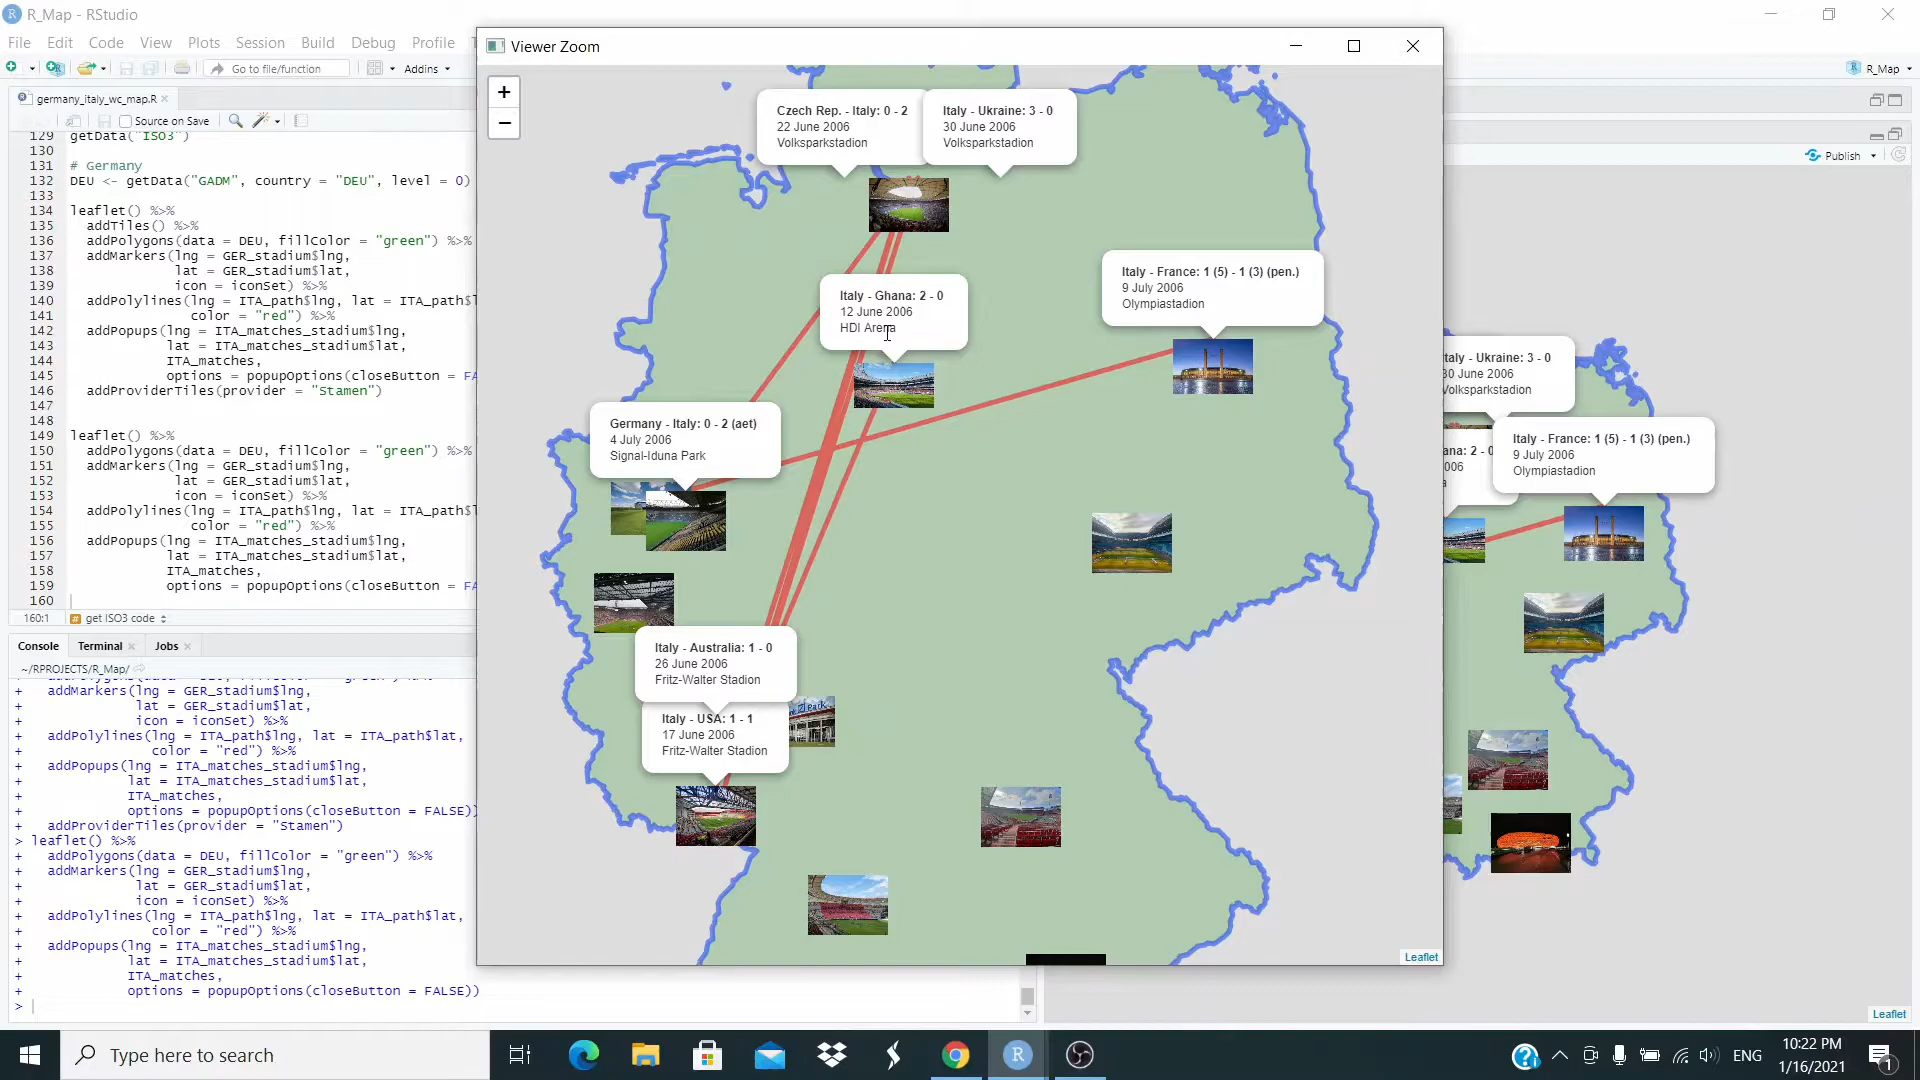 R_Map - RStudio
File Edit Code View Plots Session Build Debug Profile
Go to file/function
Addins
R_Map
germany_italy_wc_map.R
Source on Save
129 getData("ISO3")
130
131 # Germany
132 DEU <- getData("GADM", country = "DEU", level = 0)
133
134 leaflet() %>%
135 addTiles() %>%
136 addPolygons(data = DEU, fillColor = "green") %>%
137 addMarkers(lng = GER_stadium$lng,
138 lat = GER_stadium$lat,
139 icon = iconSet) %>%
140 addPolylines(lng = ITA_path$lng, lat = ITA_path$l
141 color = "red") %>%
142 addPopups(lng = ITA_matches_stadium$lng,
143 lat = ITA_matches_stadium$lat,
144 ITA_matches,
145 options = popupOptions(closeButton = FA
146 addProviderTiles(provider = "Stamen")
147
148
149 leaflet() %>%
150 addPolygons(data = DEU, fillColor = "green") %>%
151 addMarkers(lng = GER_stadium$lng,
152 lat = GER_stadium$lat,
153 icon = iconSet) %>%
154 addPolylines(lng = ITA_path$lng, lat = ITA_path$l
155 color = "red") %>%
156 addPopups(lng = ITA_matches_stadium$lng,
157 lat = ITA_matches_stadium$lat,
158 ITA_matches,
159 options = popupOptions(closeButton = FA
160
160:1 get ISO3 code
Console Terminal Jobs
~/RPROJECTS/R_Map/
+ addMarkers(lng = GER_stadium$lng,
+ lat = GER_stadium$lat,
+ icon = iconSet) %>%
+ addPolylines(lng = ITA_path$lng, lat = ITA_path$lat,
+ color = "red") %>%
+ addPopups(lng = ITA_matches_stadium$lng,
+ lat = ITA_matches_stadium$lat,
+ ITA_matches,
+ options = popupOptions(closeButton = FALSE))
+ addProviderTiles(provider = "Stamen")
> leaflet() %>%
+ addPolygons(data = DEU, fillColor = "green") %>%
+ addMarkers(lng = GER_stadium$lng,
+ lat = GER_stadium$lat,
+ icon = iconSet) %>%
+ addPolylines(lng = ITA_path$lng, lat = ITA_path$lat,
+ color = "red") %>%
+ addPopups(lng = ITA_matches_stadium$lng,
+ lat = ITA_matches_stadium$lat,
+ ITA_matches,
+ options = popupOptions(closeButton = FALSE))
>
Viewer Zoom
+
−
Czech Rep. - Italy: 0 - 2
22 June 2006
Volksparkstadion
Italy - Ukraine: 3 - 0
30 June 2006
Volksparkstadion
Italy - France: 1 (5) - 1 (3) (pen.)
9 July 2006
Olympiastadion
Italy - Ghana: 2 - 0
12 June 2006
HDI Arena
Germany - Italy: 0 - 2 (aet)
4 July 2006
Signal-Iduna Park
Italy - Australia: 1 - 0
26 June 2006
Fritz-Walter Stadion
Italy - USA: 1 - 1
17 June 2006
Fritz-Walter Stadion
Leaflet
Publish
taly - Ukraine: 3 - 0
30 June 2006
Volksparkstadion
Italy - France: 1 (5) - 1 (3) (pen.)
9 July 2006
Olympiastadion
ana: 2 - 0
006
a
Leaflet
Type here to search
ENG
10:22 PM
1/16/2021
1